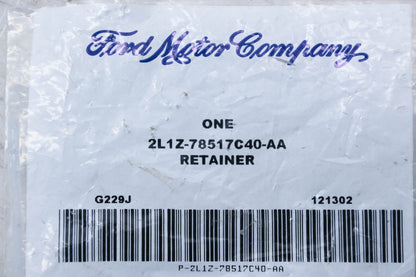 Ford Motor Company
ONE
2L1Z-78517C40-AA
RETAINER
G229J 121302
P-2L1Z-78517C40-AA